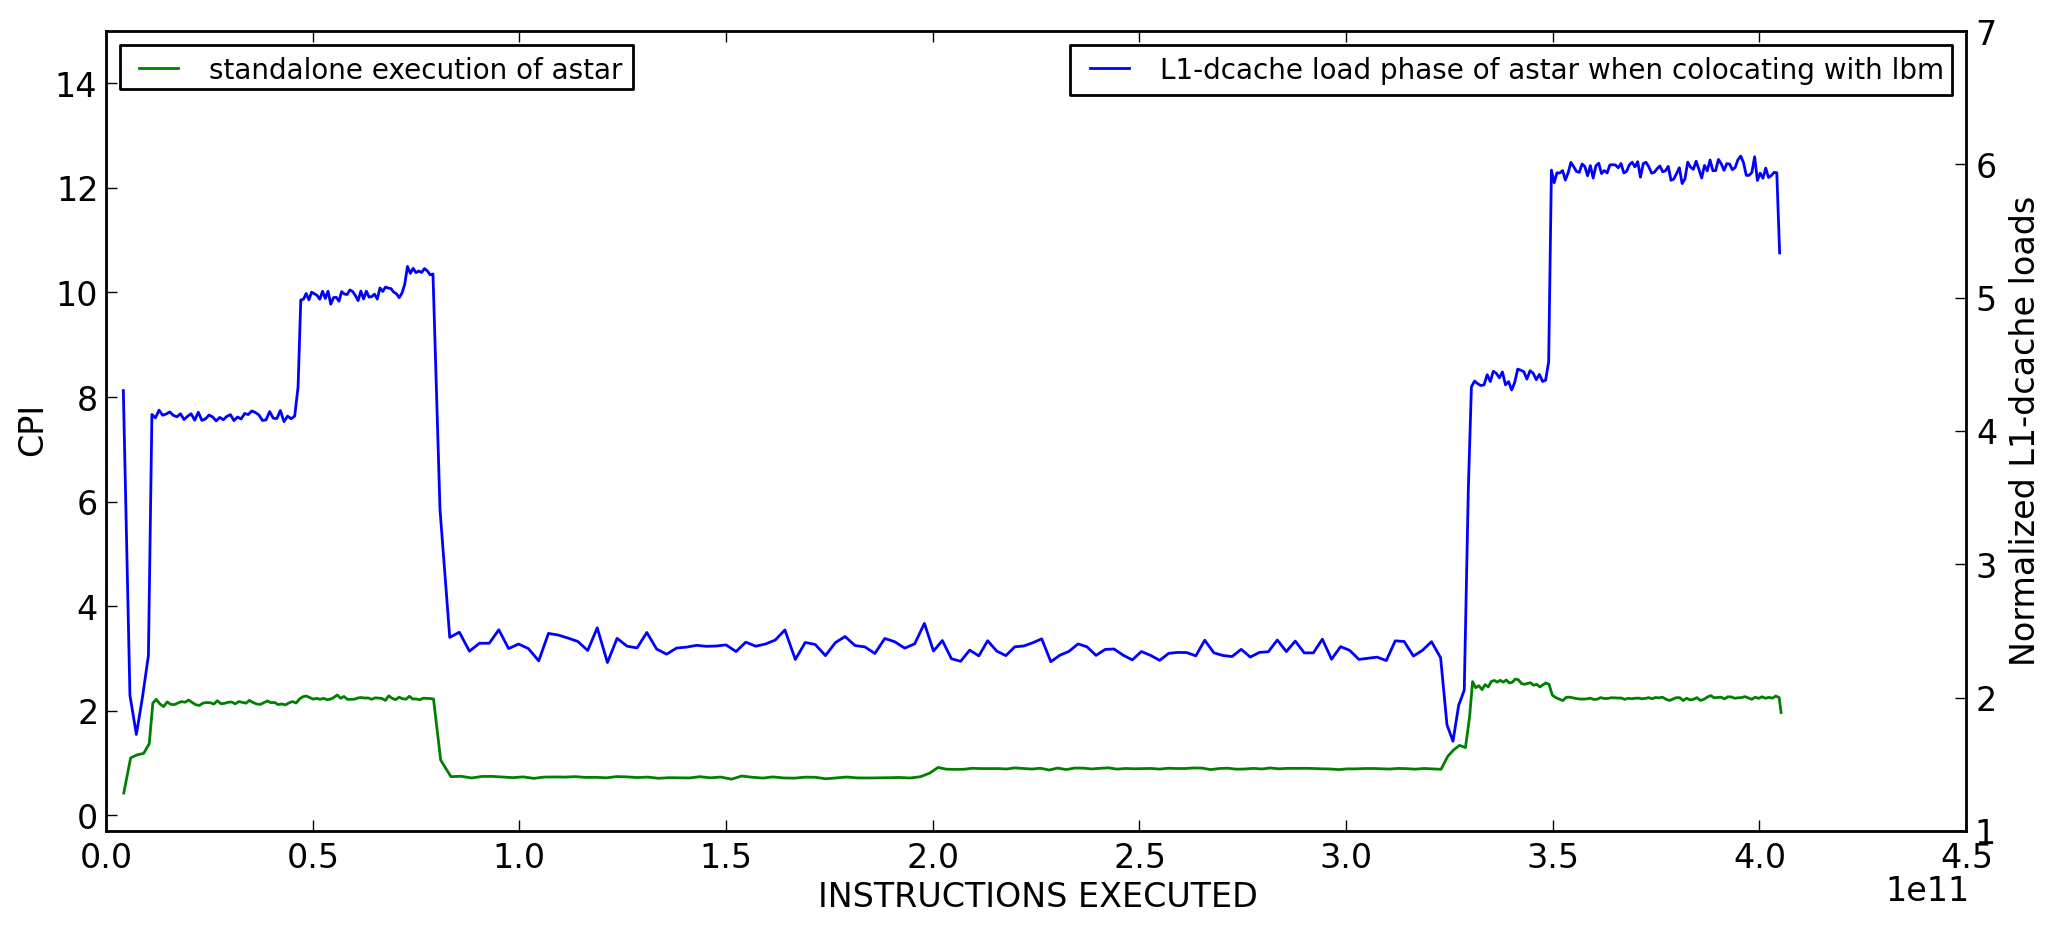 standalone execution of astar
L1-dcache load phase of astar when colocating with lbm
CPI
14
12
10
8
6
4
2
0
7
6
5
4
3
2
1
Normalized L1-dcache loads
0.0 0.5 1.0 1.5 2.0 2.5 3.0 3.5 4.0 4.5
1e11
INSTRUCTIONS EXECUTED